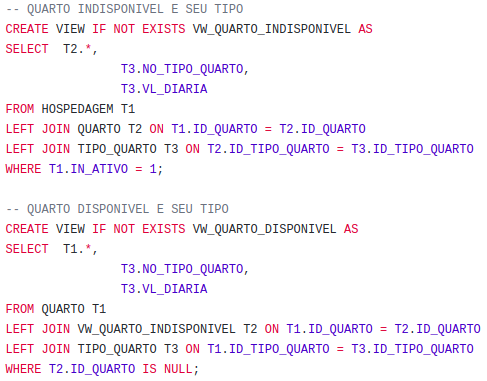 -- QUARTO INDISPONIVEL E SEU TIPO
CREATE VIEW IF NOT EXISTS VW_QUARTO_INDISPONIVEL AS
SELECT  T2.*,
T3.NO_TIPO_QUARTO,
T3.VL_DIARIA
FROM HOSPEDAGEM T1
LEFT JOIN QUARTO T2 ON T1.ID_QUARTO = T2.ID_QUARTO
LEFT JOIN TIPO_QUARTO T3 ON T2.ID_TIPO_QUARTO = T3.ID_TIPO_QUARTO
WHERE T1.IN_ATIVO = 1;
-- QUARTO DISPONIVEL E SEU TIPO
CREATE VIEW IF NOT EXISTS VW_QUARTO_DISPONIVEL AS
SELECT  T1.*,
T3.NO_TIPO_QUARTO,
T3.VL_DIARIA
FROM QUARTO T1
LEFT JOIN VW_QUARTO_INDISPONIVEL T2 ON T1.ID_QUARTO = T2.ID_QUARTO
LEFT JOIN TIPO_QUARTO T3 ON T1.ID_TIPO_QUARTO = T3.ID_TIPO_QUARTO
WHERE T2.ID_QUARTO IS NULL;